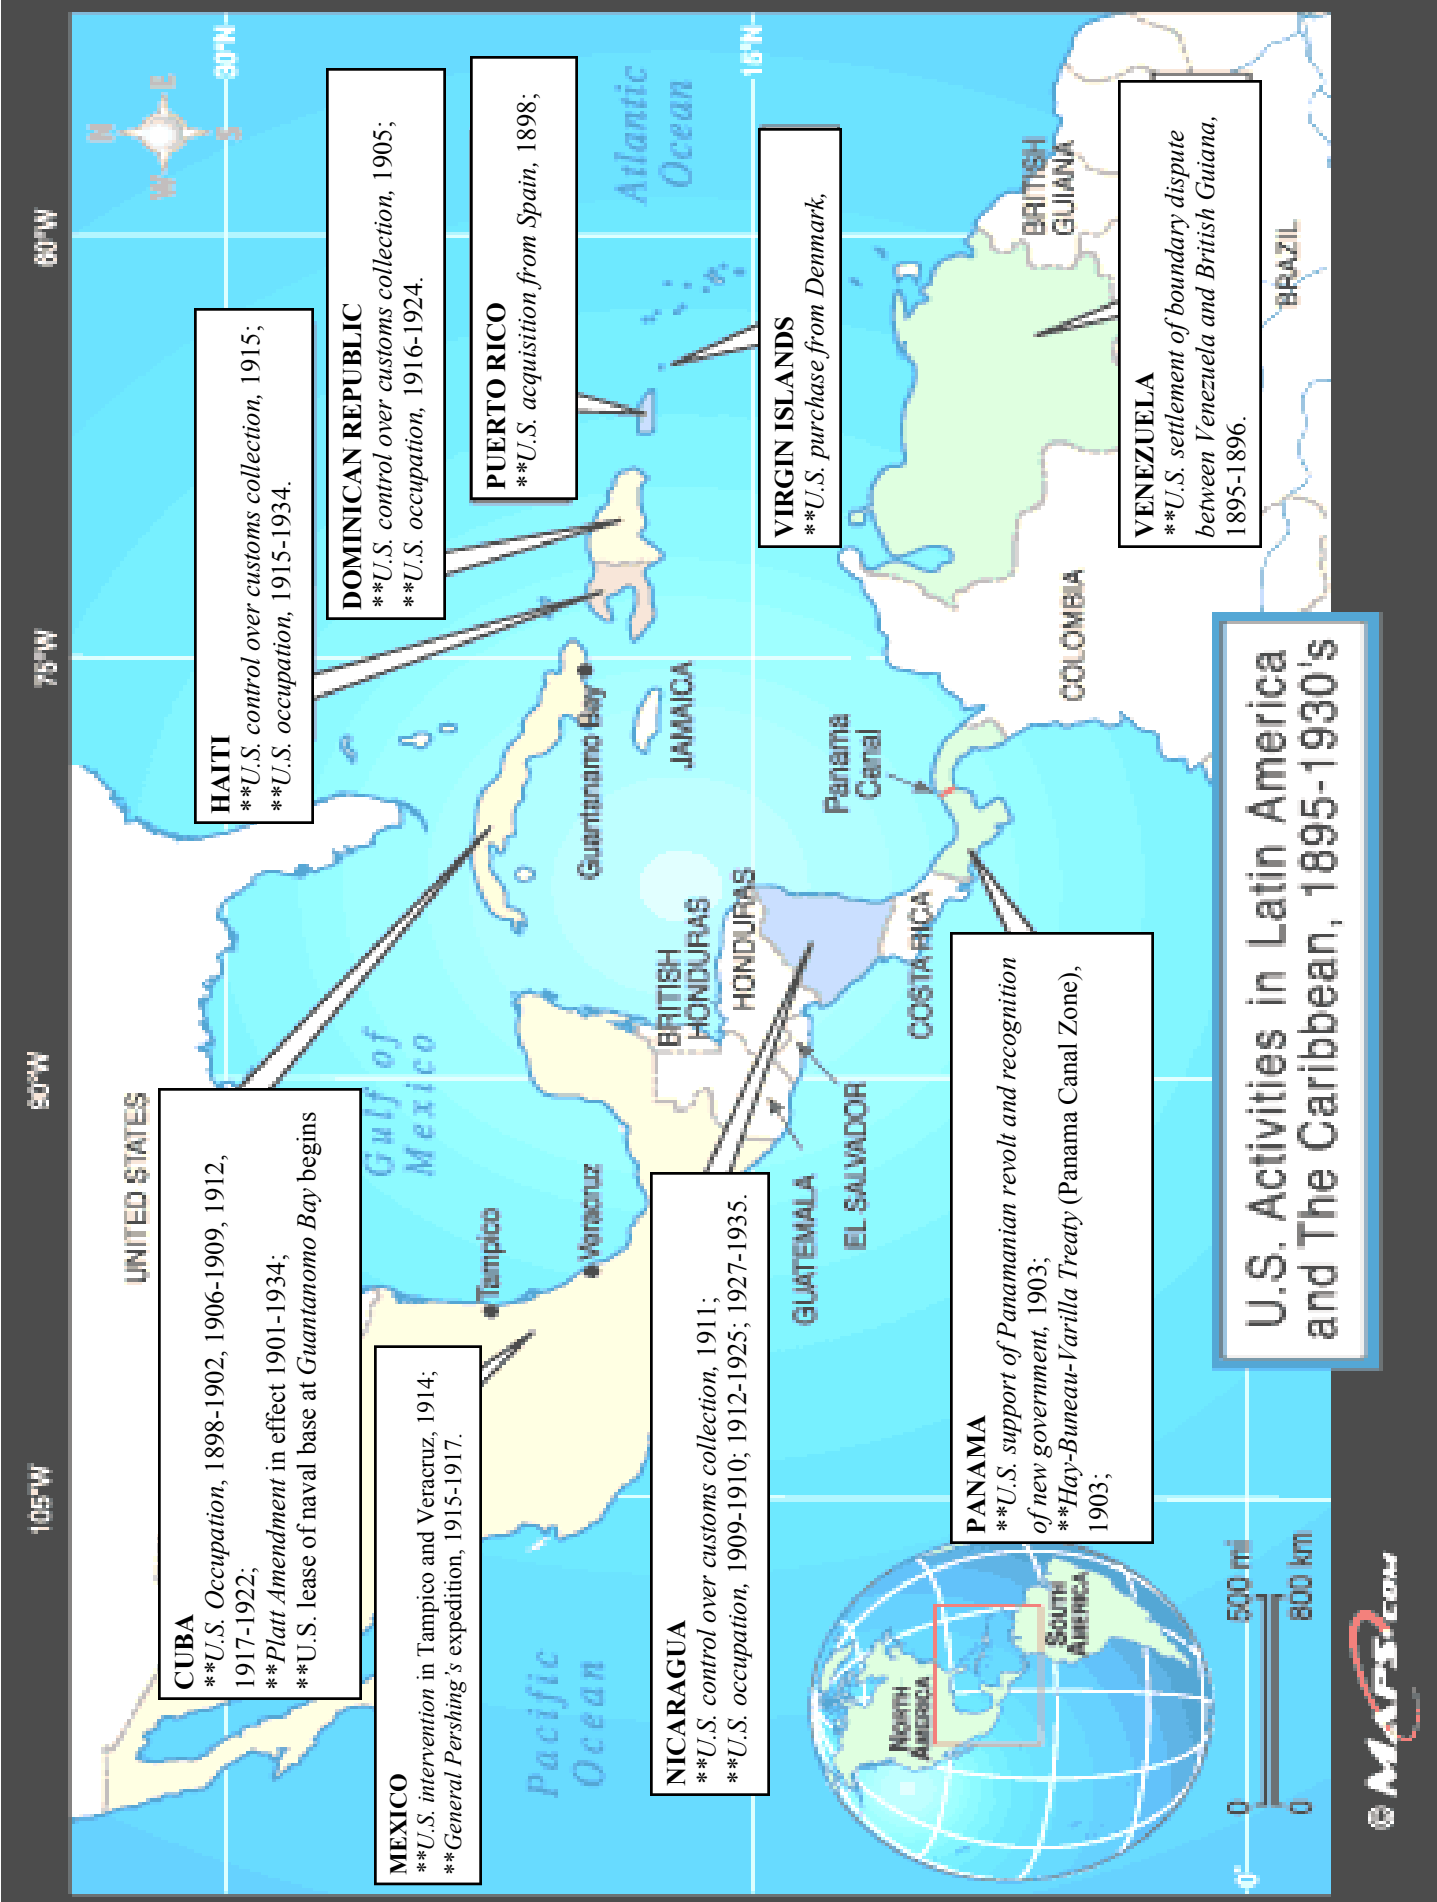 105°W
90°W
75°W
60°W
N
W
E
S
30°N
15°N
0°
UNITED STATES
CUBA
**U.S. Occupation, 1898-1902, 1906-1909, 1912,
1917-1922;
**Platt Amendment in effect 1901-1934;
**U.S. lease of naval base at Guantanomo Bay begins
HAITI
**U.S. control over customs collection, 1915;
**U.S. occupation, 1915-1934.
DOMINICAN REPUBLIC
**U.S. control over customs collection, 1905;
**U.S. occupation, 1916-1924.
PUERTO RICO
**U.S. acquisition from Spain, 1898;
MEXICO
**U.S. intervention in Tampico and Veracruz, 1914;
**General Pershing's expedition, 1915-1917.
Gulf of
Mexico
Atlantic
Ocean
Tampico
Veracruz
Guantanamo Bay
JAMAICA
Pacific
Ocean
BRITISH
HONDURAS
HONDURAS
NICARAGUA
**U.S. control over customs collection, 1911;
**U.S. occupation, 1909-1910; 1912-1925; 1927-1935.
VIRGIN ISLANDS
**U.S. purchase from Denmark,
GUATEMALA
EL SALVADOR
COSTA RICA
Panama
Canal
PANAMA
**U.S. support of Panamanian revolt and recognition
of new government, 1903;
**Hay-Buneau-Varilla Treaty (Panama Canal Zone),
1903;
COLOMBIA
BRITISH
GUIANA
VENEZUELA
**U.S. settlement of boundary dispute
between Venezuela and British Guiana,
1895-1896.
BRAZIL
NORTH
AMERICA
SOUTH
AMERICA
0 500 mi
0 800 km
U.S. Activities in Latin America
and The Caribbean, 1895-1930's
© MAPS.COM